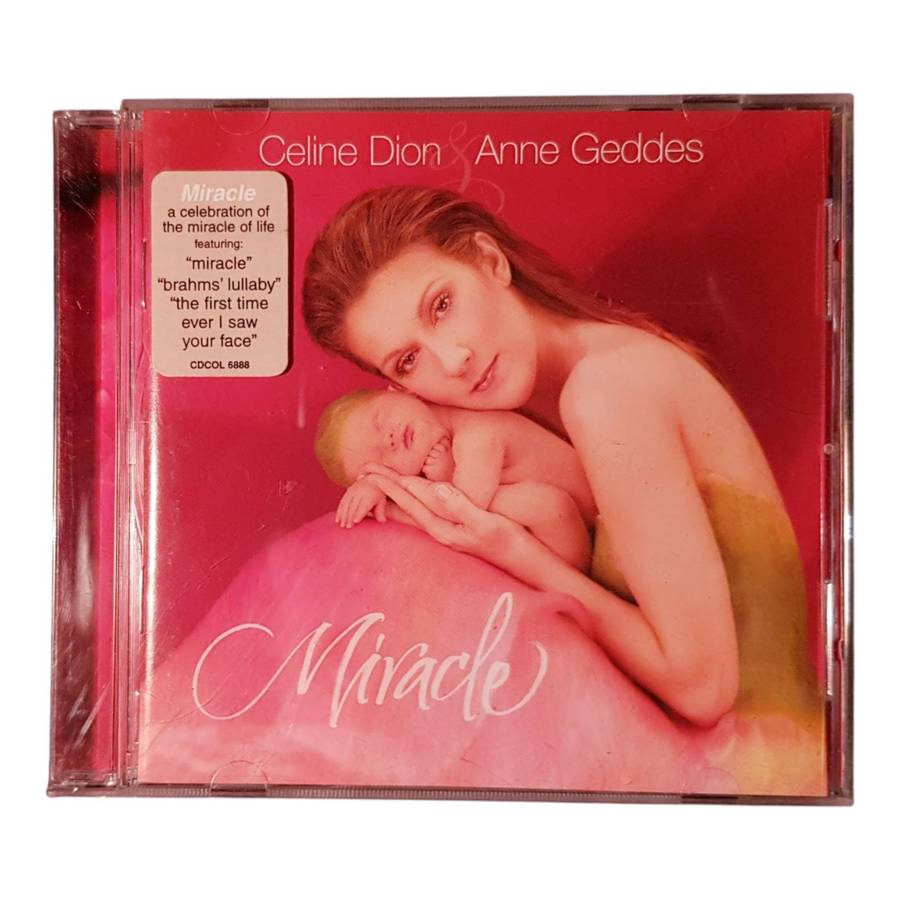 Celine Dion & Anne Geddes
Miracle
a celebration of
the miracle of life
featuring:
“miracle”
“brahms’ lullaby”
“the first time
ever I saw
your face”
CDCOL 6888
Miracle